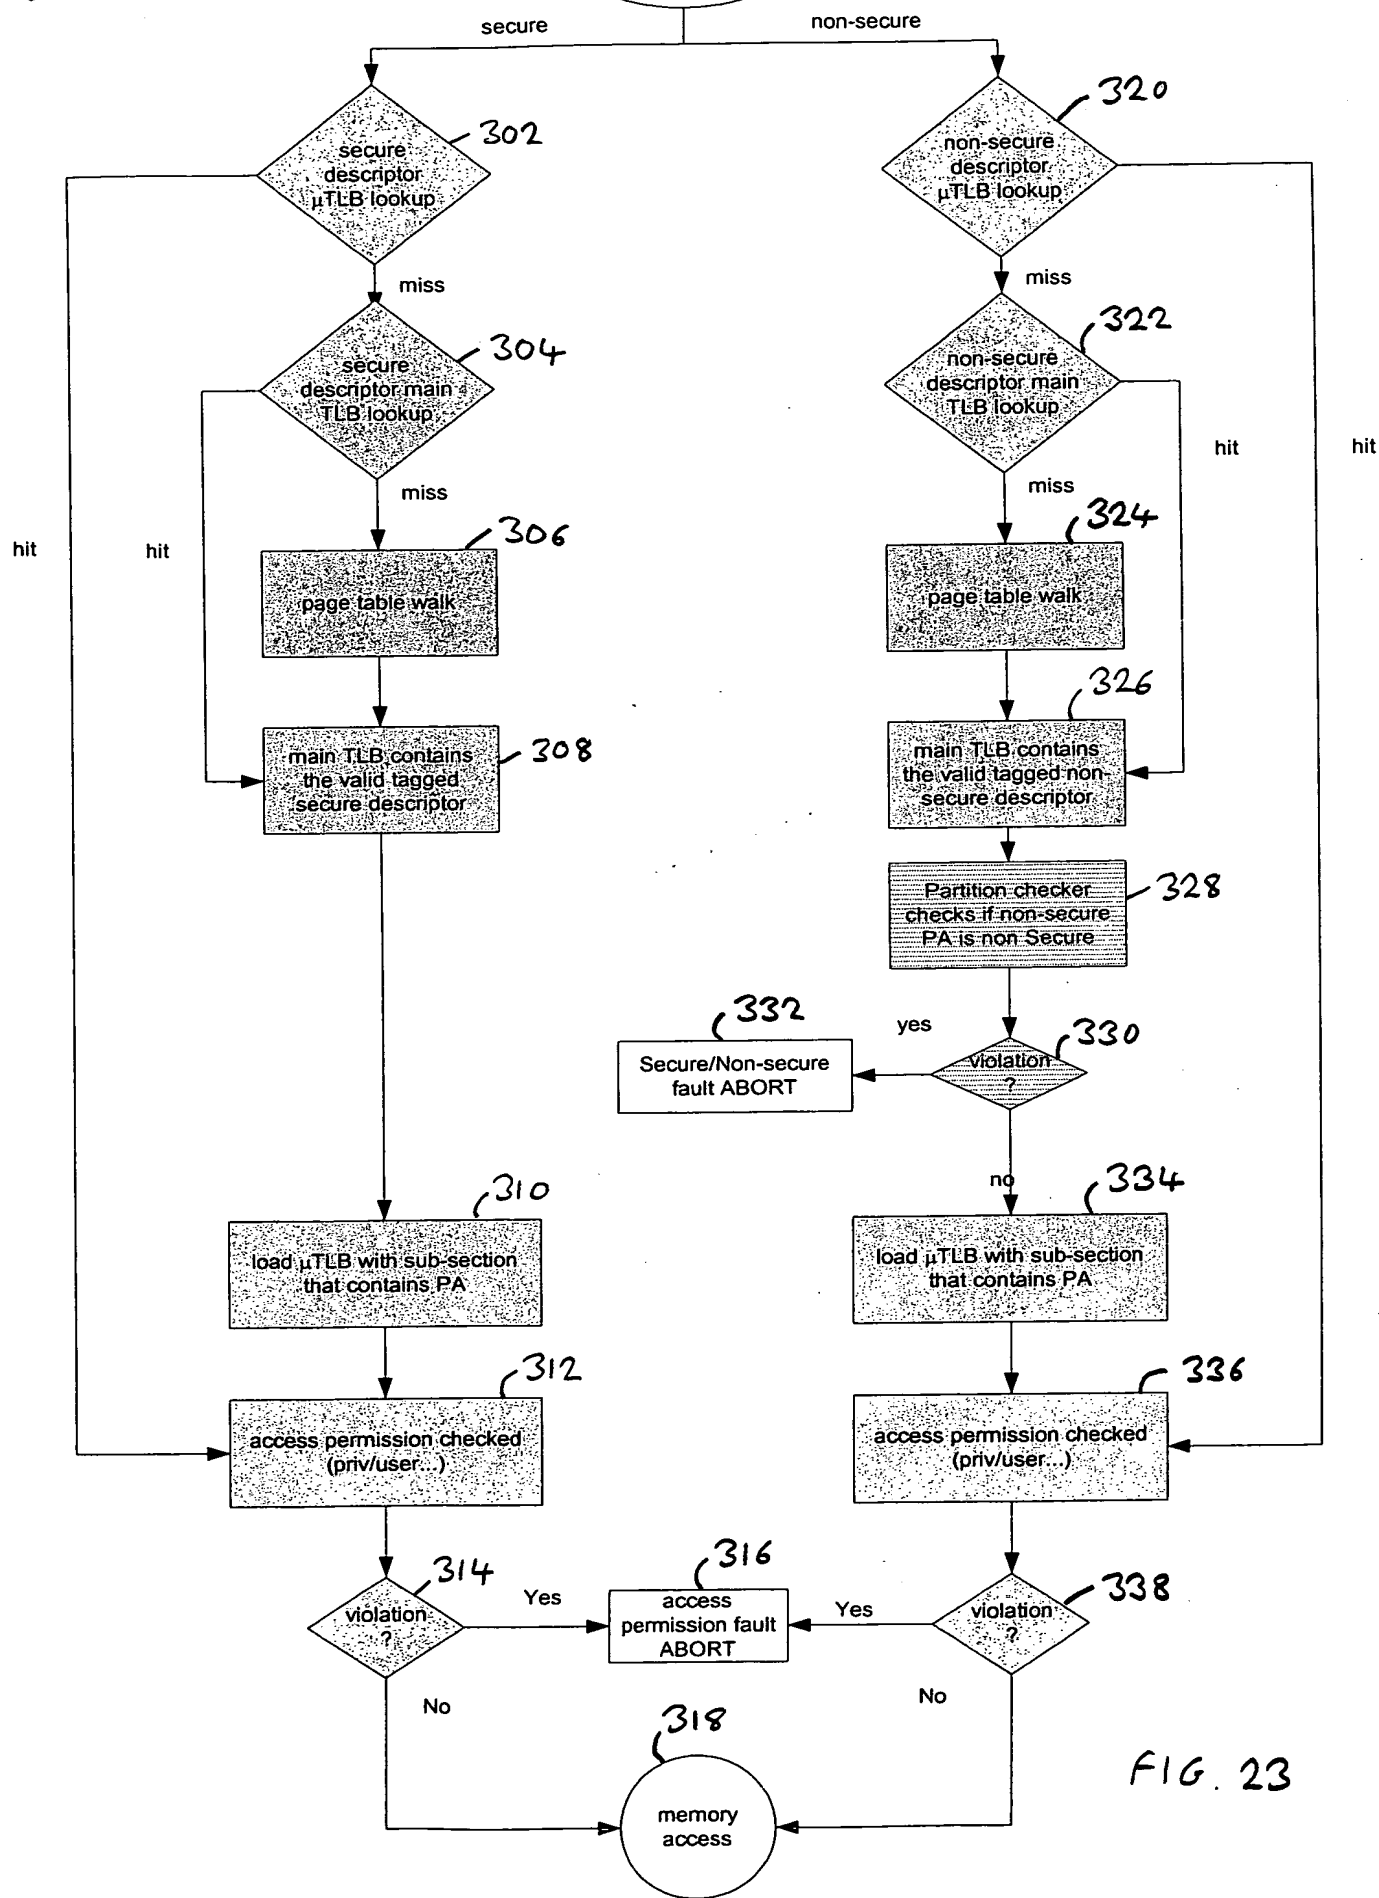 secure
non-secure
302
secure
descriptor
µTLB lookup
320
non-secure
descriptor
µTLB lookup
miss
miss
304
secure
descriptor main
TLB lookup
322
non-secure
descriptor main
TLB lookup
hit
hit
miss
miss
hit
hit
306
page table walk
324
page table walk
308
main TLB contains
the valid tagged
secure descriptor
326
main TLB contains
the valid tagged non-
secure descriptor
328
Partition checker
checks if non-secure
PA is non Secure
332
Secure/Non-secure
fault ABORT
yes
330
violation
?
no
310
load µTLB with sub-section
that contains PA
334
load µTLB with sub-section
that contains PA
312
access permission checked
(priv/user...)
336
access permission checked
(priv/user...)
314
violation
?
Yes
316
access
permission fault
ABORT
Yes
338
violation
?
No
No
318
memory
access
FIG. 23